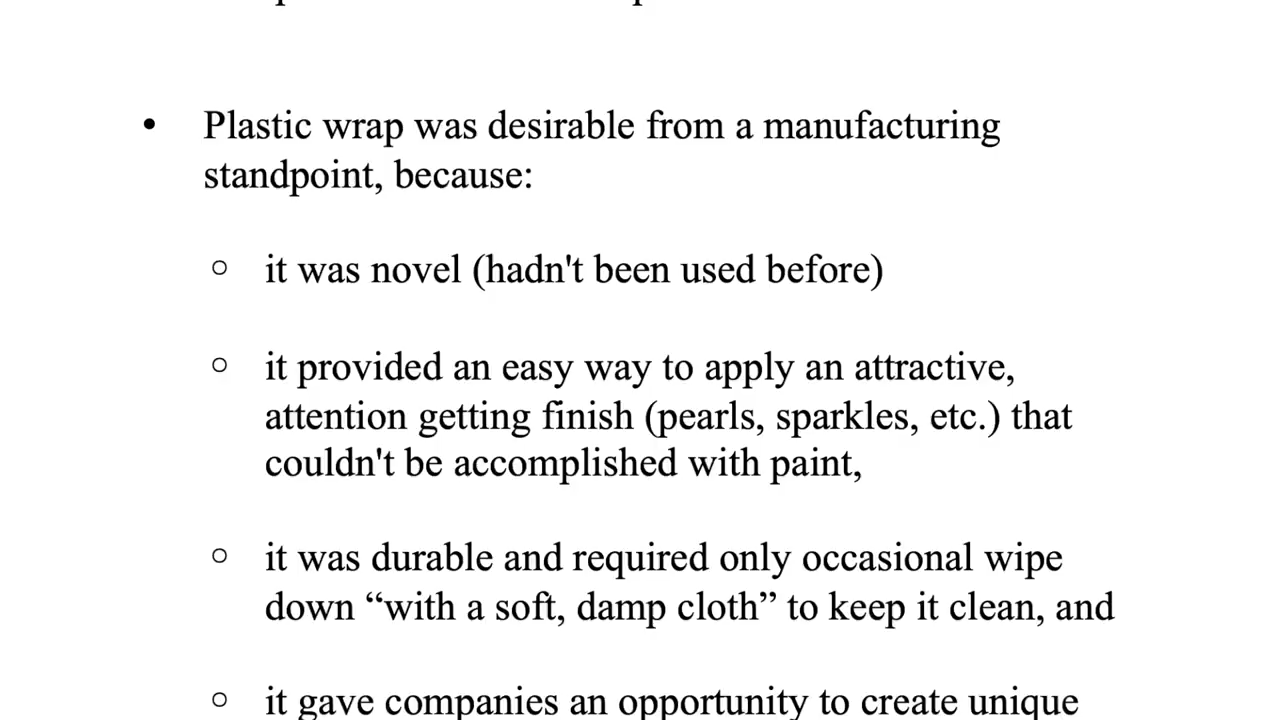 • Plastic wrap was desirable from a manufacturing
standpoint, because:
○ it was novel (hadn't been used before)
○ it provided an easy way to apply an attractive,
attention getting finish (pearls, sparkles, etc.) that
couldn't be accomplished with paint,
○ it was durable and required only occasional wipe
down “with a soft, damp cloth” to keep it clean, and
○ it gave companies an opportunity to create unique